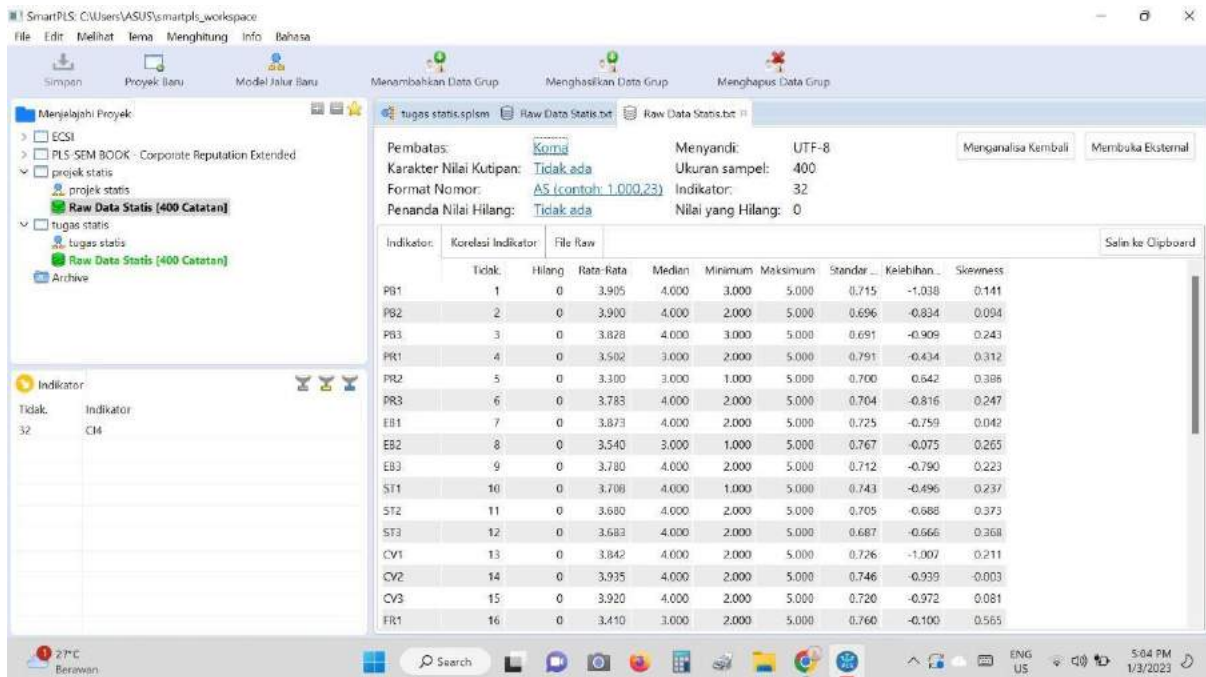 SmartPLS: C:\Users\ASUS\smartpls_workspace
File Edit Melihat Tema Menghitung Info Bahasa
Simpan Proyek Baru Model Jalur Baru Menambahkan Data Grup Menghasilkan Data Grup Menghapus Data Grup
Menjelajahi Proyek
ECSI
PLS-SEM BOOK - Corporate Reputation Extended
projek statis
projek statis
Raw Data Statis [400 Catatan]
tugas statis
tugas statis
Raw Data Statis [400 Catatan]
Archive
Indikator
Tidak. Indikator
32 CI4
tugas statis.splsm Raw Data Statis.txt Raw Data Statis.txt
Pembatas: Koma Menyandi: UTF-8 Menganalisa Kembali Membuka Eksternal
Karakter Nilai Kutipan: Tidak ada Ukuran sampel: 400
Format Nomor: AS (contoh: 1.000,23) Indikator: 32
Penanda Nilai Hilang: Tidak ada Nilai yang Hilang: 0
Indikator: Korelasi Indikator File Raw Salin ke Clipboard
Tidak. Hilang Rata-Rata Median Minimum Maksimum Standar ... Kelebihan... Skewness
PB1 1 0 3.905 4.000 3.000 5.000 0.715 -1.038 0.141
PB2 2 0 3.900 4.000 2.000 5.000 0.696 -0.834 0.094
PB3 3 0 3.828 4.000 3.000 5.000 0.691 -0.909 0.243
PR1 4 0 3.502 3.000 2.000 5.000 0.791 -0.434 0.312
PR2 5 0 3.300 3.000 1.000 5.000 0.700 0.642 0.386
PR3 6 0 3.783 4.000 2.000 5.000 0.704 -0.816 0.247
EB1 7 0 3.873 4.000 2.000 5.000 0.725 -0.759 0.042
EB2 8 0 3.540 3.000 1.000 5.000 0.767 -0.075 0.265
EB3 9 0 3.780 4.000 2.000 5.000 0.712 -0.790 0.223
ST1 10 0 3.708 4.000 1.000 5.000 0.743 -0.496 0.237
ST2 11 0 3.680 4.000 2.000 5.000 0.705 -0.688 0.373
ST3 12 0 3.683 4.000 2.000 5.000 0.687 -0.666 0.368
CV1 13 0 3.842 4.000 2.000 5.000 0.726 -1.007 0.211
CV2 14 0 3.935 4.000 2.000 5.000 0.746 -0.939 -0.003
CV3 15 0 3.920 4.000 2.000 5.000 0.720 -0.972 0.081
FR1 16 0 3.410 3.000 2.000 5.000 0.760 -0.100 0.565
1 27°C
Berawan
Search
ENG
US
5:04 PM
1/3/2023